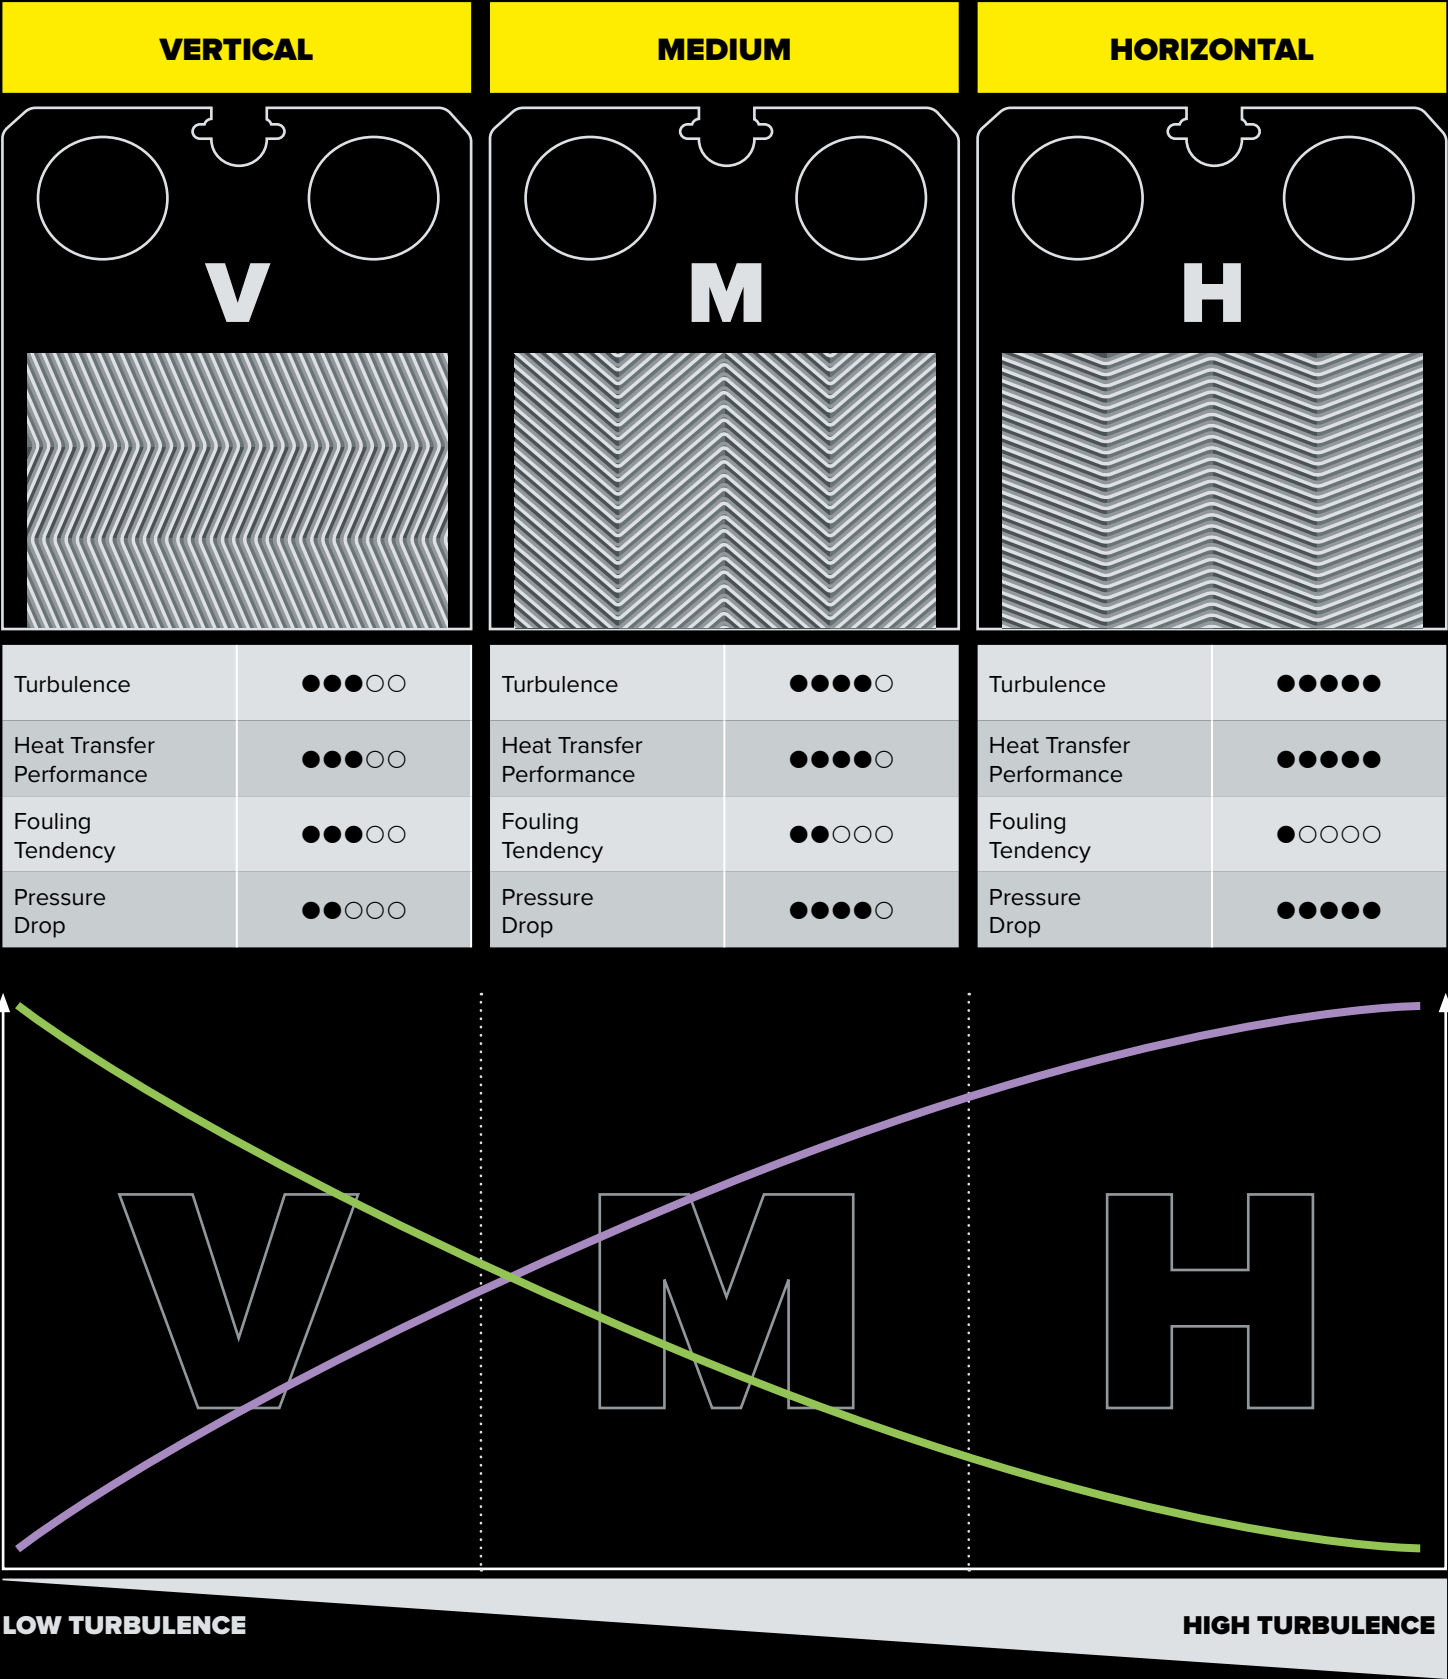 VERTICAL
MEDIUM
HORIZONTAL
V
M
H
Turbulence
Heat Transfer
Performance
Fouling
Tendency
Pressure
Drop
Turbulence
Heat Transfer
Performance
Fouling
Tendency
Pressure
Drop
Turbulence
Heat Transfer
Performance
Fouling
Tendency
Pressure
Drop
V
M
H
LOW TURBULENCE
HIGH TURBULENCE